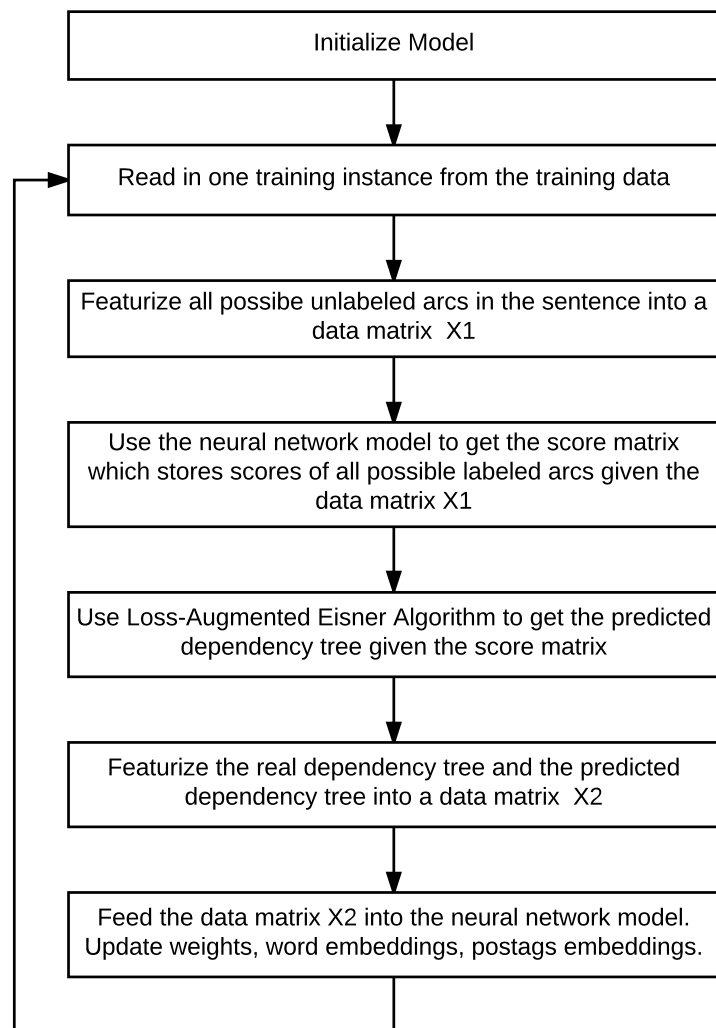 Initialize Model
Read in one training instance from the training data
Featurize all possibe unlabeled arcs in the sentence into a
data matrix  X1
Use the neural network model to get the score matrix
which stores scores of all possible labeled arcs given the
data matrix X1
Use Loss-Augmented Eisner Algorithm to get the predicted
dependency tree given the score matrix
Featurize the real dependency tree and the predicted
dependency tree into a data matrix  X2
Feed the data matrix X2 into the neural network model.
Update weights, word embeddings, postags embeddings.